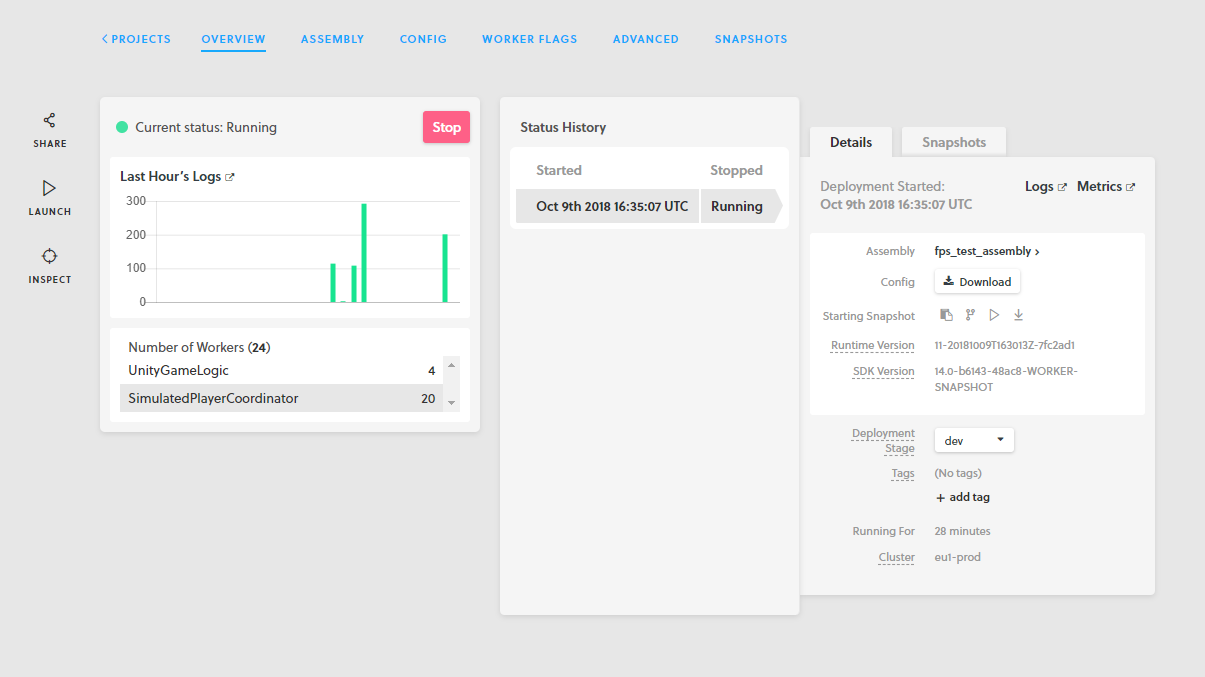 PROJECTS OVERVIEW ASSEMBLY CONFIG WORKER FLAGS ADVANCED SNAPSHOTS
SHARE
LAUNCH
INSPECT
Current status: Running
Stop
Last Hour's Logs
300
200
100
0
Number of Workers (24)
UnityGameLogic 4
SimulatedPlayerCoordinator 20
Status History
Started Stopped
Oct 9th 2018 16:35:07 UTC Running
Details Snapshots
Deployment Started: Logs Metrics
Oct 9th 2018 16:35:07 UTC
Assembly fps_test_assembly ›
Config Download
Starting Snapshot
Runtime Version 11-20181009T163013Z-7fc2ad1
SDK Version 14.0-b6143-48ac8-WORKER-
SNAPSHOT
Deployment
Stage dev
Tags (No tags)
+ add tag
Running For 28 minutes
Cluster eu1-prod